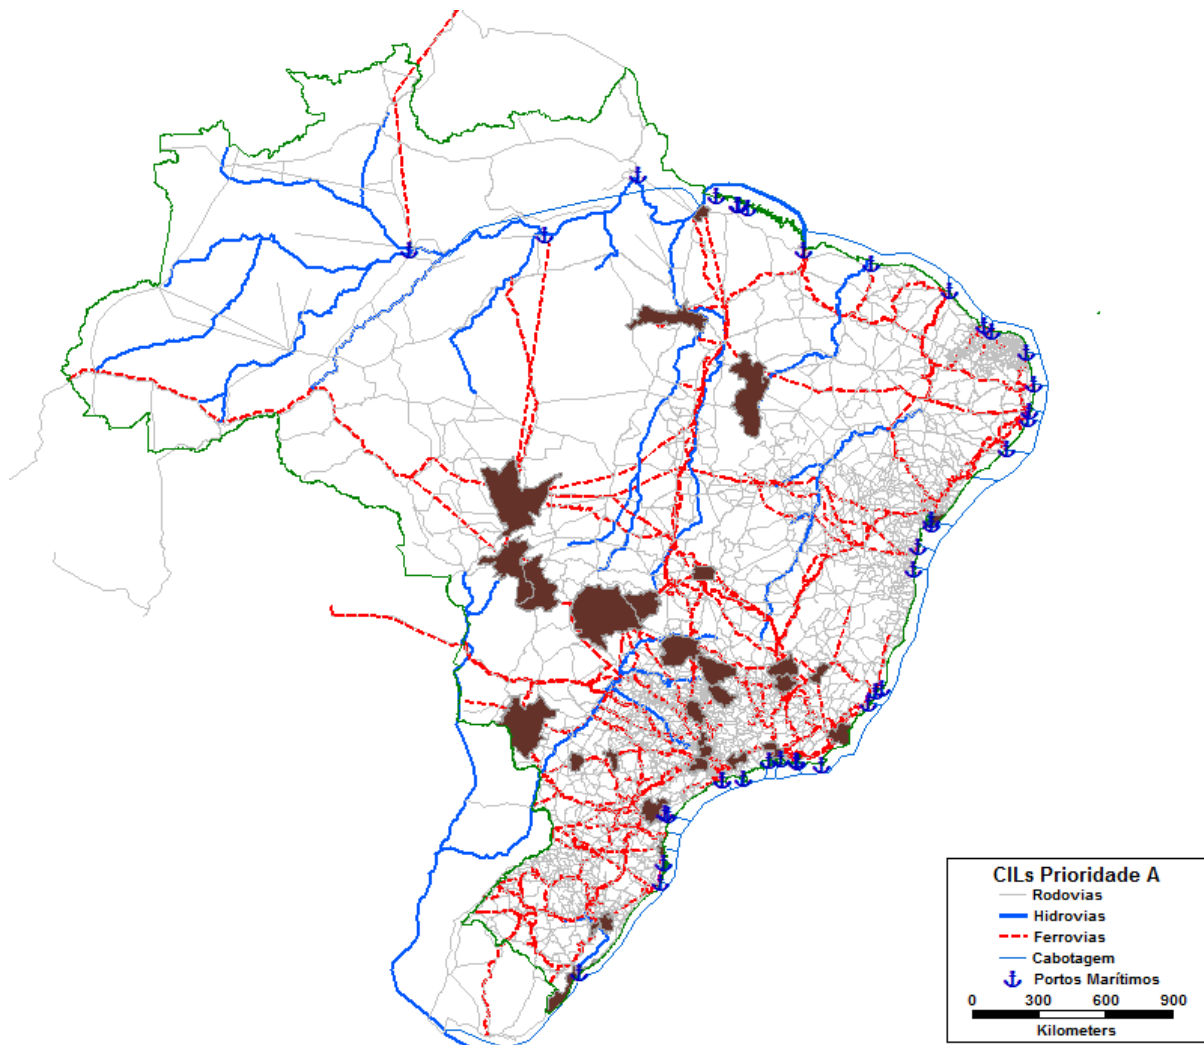 CILs Prioridade A
Rodovias
Hidrovias
Ferrovias
Cabotagem
Portos Marítimos
0 300 600 900
Kilometers